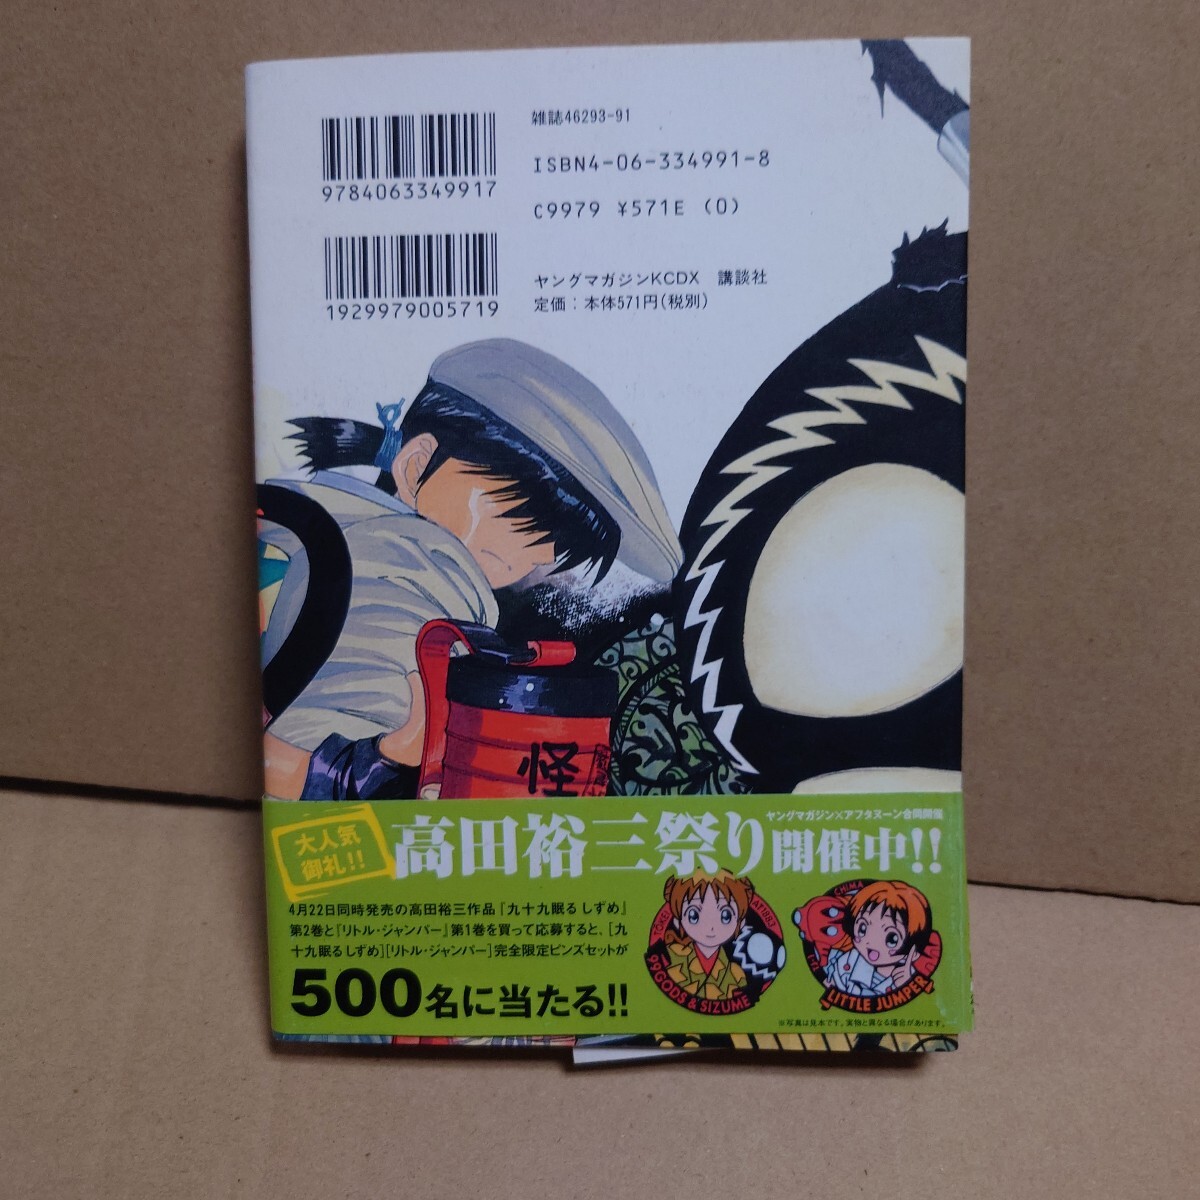 雑誌46293-91
9784063349917
ISBN4-06-334991-8
C9979 ¥571E (0)
1929979005719
ヤングマガジンKCDX 講談社
定価：本体571円(税別)
怪
大人気
御礼!!
ヤングマガジン×アフタヌーン合同開催
高田裕三祭り開催中!!
4月22日同時発売の高田裕三作品『九十九眠る しずめ』
第2巻と『リトル・ジャンパー』第1巻を買って応募すると、[九
十九眠る しずめ][リトル・ジャンパー]完全限定ピンズセットが
500名に当たる!!
TOKEI
AF1883
99GODS & SIZUME
CHIMA
LITTLE JUMPER
※写真は見本です。実物と異なる場合があります。